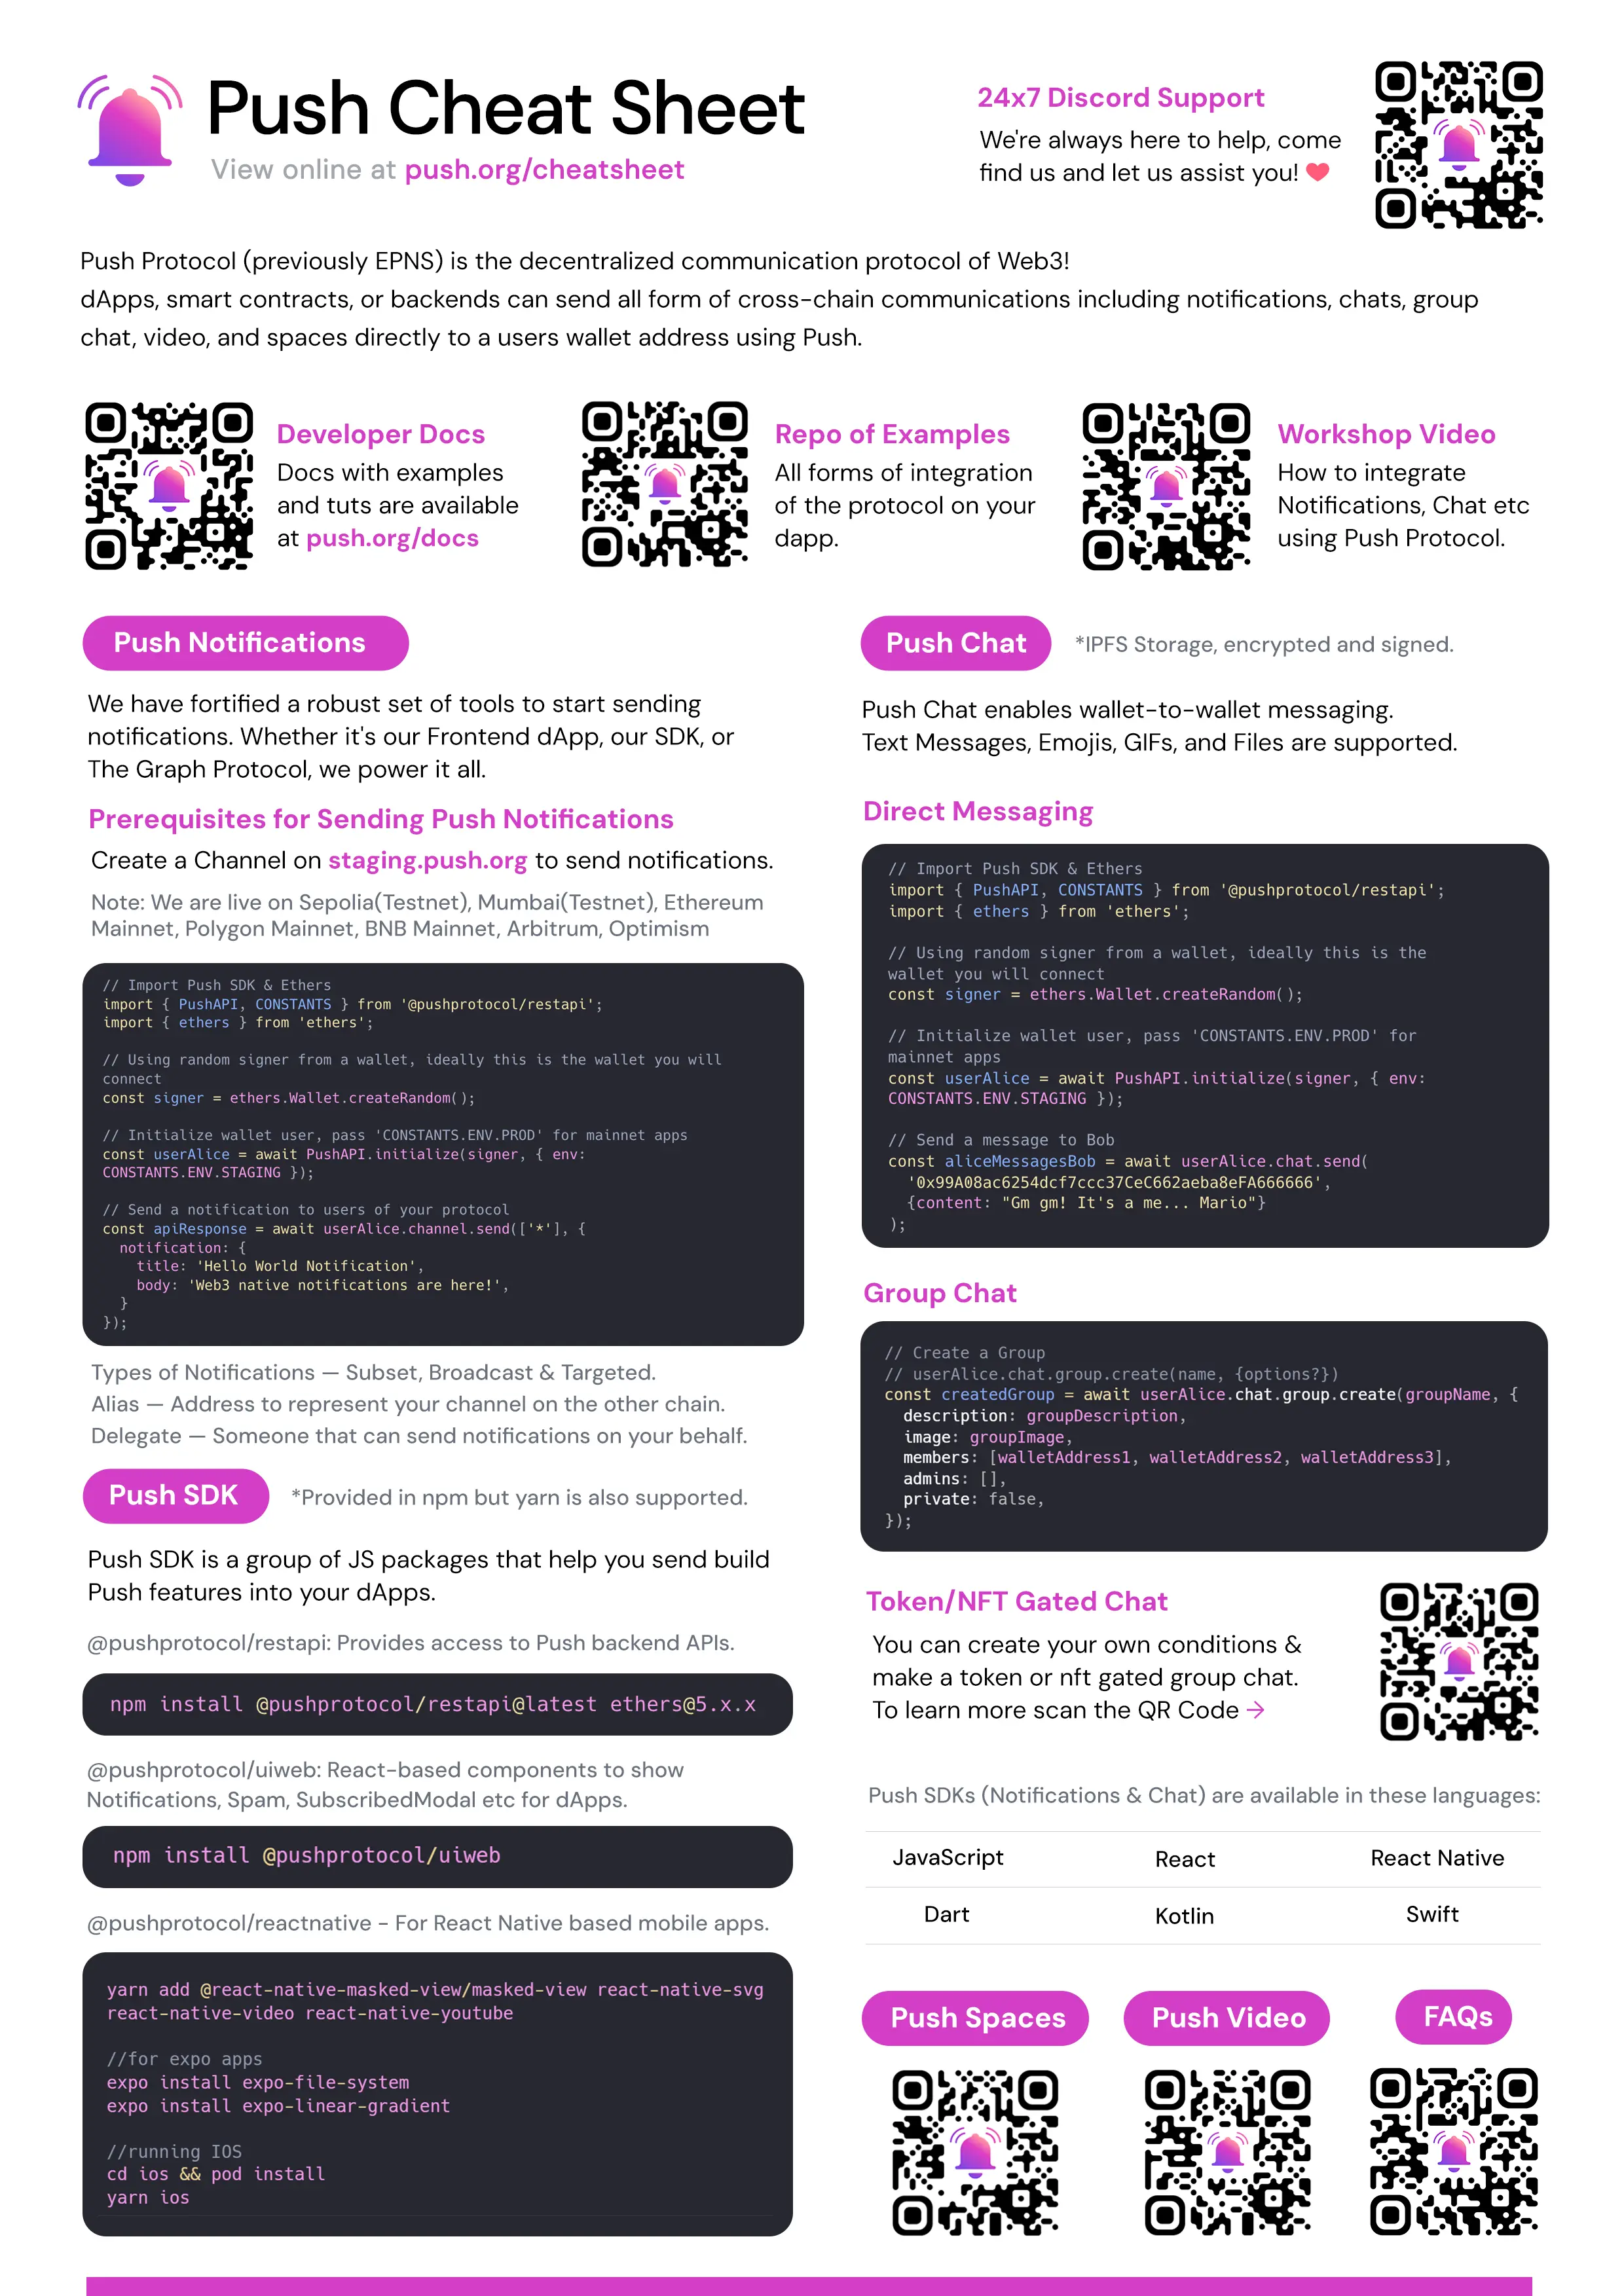 Push Cheat Sheet
View online at push.org/cheatsheet
24x7 Discord Support
We're always here to help, come
find us and let us assist you!
Push Protocol (previously EPNS) is the decentralized communication protocol of Web3!
dApps, smart contracts, or backends can send all form of cross-chain communications including notifications, chats, group
chat, video, and spaces directly to a users wallet address using Push.
Developer Docs
Docs with examples
and tuts are available
at push.org/docs
Repo of Examples
All forms of integration
of the protocol on your
dapp.
Workshop Video
How to integrate
Notifications, Chat etc
using Push Protocol.
Push Notifications
We have fortified a robust set of tools to start sending
notifications. Whether it's our Frontend dApp, our SDK, or
The Graph Protocol, we power it all.
Prerequisites for Sending Push Notifications
Create a Channel on staging.push.org to send notifications.
Note: We are live on Sepolia(Testnet), Mumbai(Testnet), Ethereum
Mainnet, Polygon Mainnet, BNB Mainnet, Arbitrum, Optimism
// Import Push SDK & Ethers
import { PushAPI, CONSTANTS } from '@pushprotocol/restapi';
import { ethers } from 'ethers';
// Using random signer from a wallet, ideally this is the wallet you will
connect
const signer = ethers.Wallet.createRandom();
// Initialize wallet user, pass 'CONSTANTS.ENV.PROD' for mainnet apps
const userAlice = await PushAPI.initialize(signer, { env:
CONSTANTS.ENV.STAGING });
// Send a notification to users of your protocol
const apiResponse = await userAlice.channel.send(['*'], {
notification: {
title: 'Hello World Notification',
body: 'Web3 native notifications are here!',
}
});
Types of Notifications — Subset, Broadcast & Targeted.
Alias — Address to represent your channel on the other chain.
Delegate — Someone that can send notifications on your behalf.
Push SDK *Provided in npm but yarn is also supported.
Push SDK is a group of JS packages that help you send build
Push features into your dApps.
@pushprotocol/restapi: Provides access to Push backend APIs.
npm install @pushprotocol/restapi@latest ethers@5.x.x
@pushprotocol/uiweb: React-based components to show
Notifications, Spam, SubscribedModal etc for dApps.
npm install @pushprotocol/uiweb
@pushprotocol/reactnative - For React Native based mobile apps.
yarn add @react-native-masked-view/masked-view react-native-svg
react-native-video react-native-youtube
//for expo apps
expo install expo-file-system
expo install expo-linear-gradient
//running IOS
cd ios && pod install
yarn ios
Push Chat *IPFS Storage, encrypted and signed.
Push Chat enables wallet-to-wallet messaging.
Text Messages, Emojis, GIFs, and Files are supported.
Direct Messaging
// Import Push SDK & Ethers
import { PushAPI, CONSTANTS } from '@pushprotocol/restapi';
import { ethers } from 'ethers';
// Using random signer from a wallet, ideally this is the
wallet you will connect
const signer = ethers.Wallet.createRandom();
// Initialize wallet user, pass 'CONSTANTS.ENV.PROD' for
mainnet apps
const userAlice = await PushAPI.initialize(signer, { env:
CONSTANTS.ENV.STAGING });
// Send a message to Bob
const aliceMessagesBob = await userAlice.chat.send(
'0x99A08ac6254dcf7ccc37CeC662aeba8eFA666666',
{content: "Gm gm! It's a me... Mario"}
);
Group Chat
// Create a Group
// userAlice.chat.group.create(name, {options?})
const createdGroup = await userAlice.chat.group.create(groupName, {
description: groupDescription,
image: groupImage,
members: [walletAddress1, walletAddress2, walletAddress3],
admins: [],
private: false,
});
Token/NFT Gated Chat
You can create your own conditions &
make a token or nft gated group chat.
To learn more scan the QR Code →
Push SDKs (Notifications & Chat) are available in these languages:
JavaScript React React Native
Dart Kotlin Swift
Push Spaces Push Video FAQs